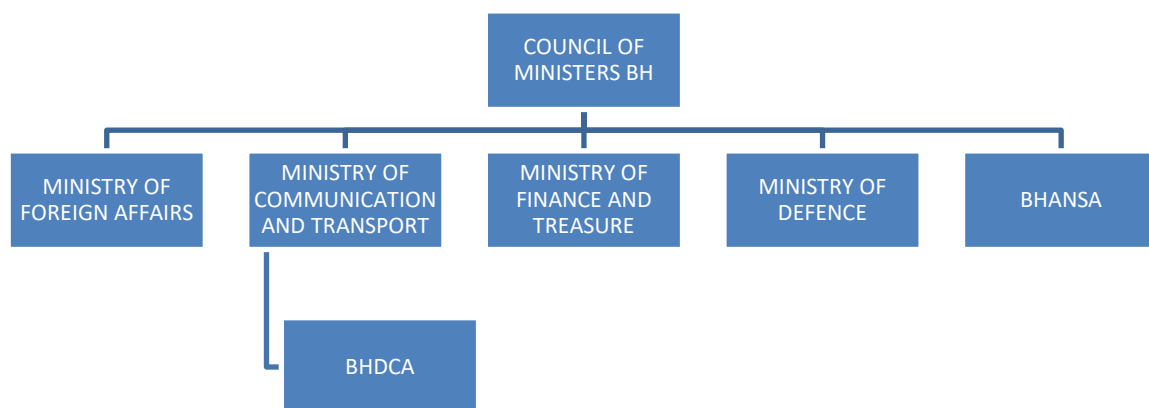 COUNCIL OF
MINISTERS BH
MINISTRY OF
FOREIGN AFFAIRS
MINISTRY OF
COMMUNICATION
AND TRANSPORT
MINISTRY OF
FINANCE AND
TREASURE
MINISTRY OF
DEFENCE
BHANSA
BHDCA